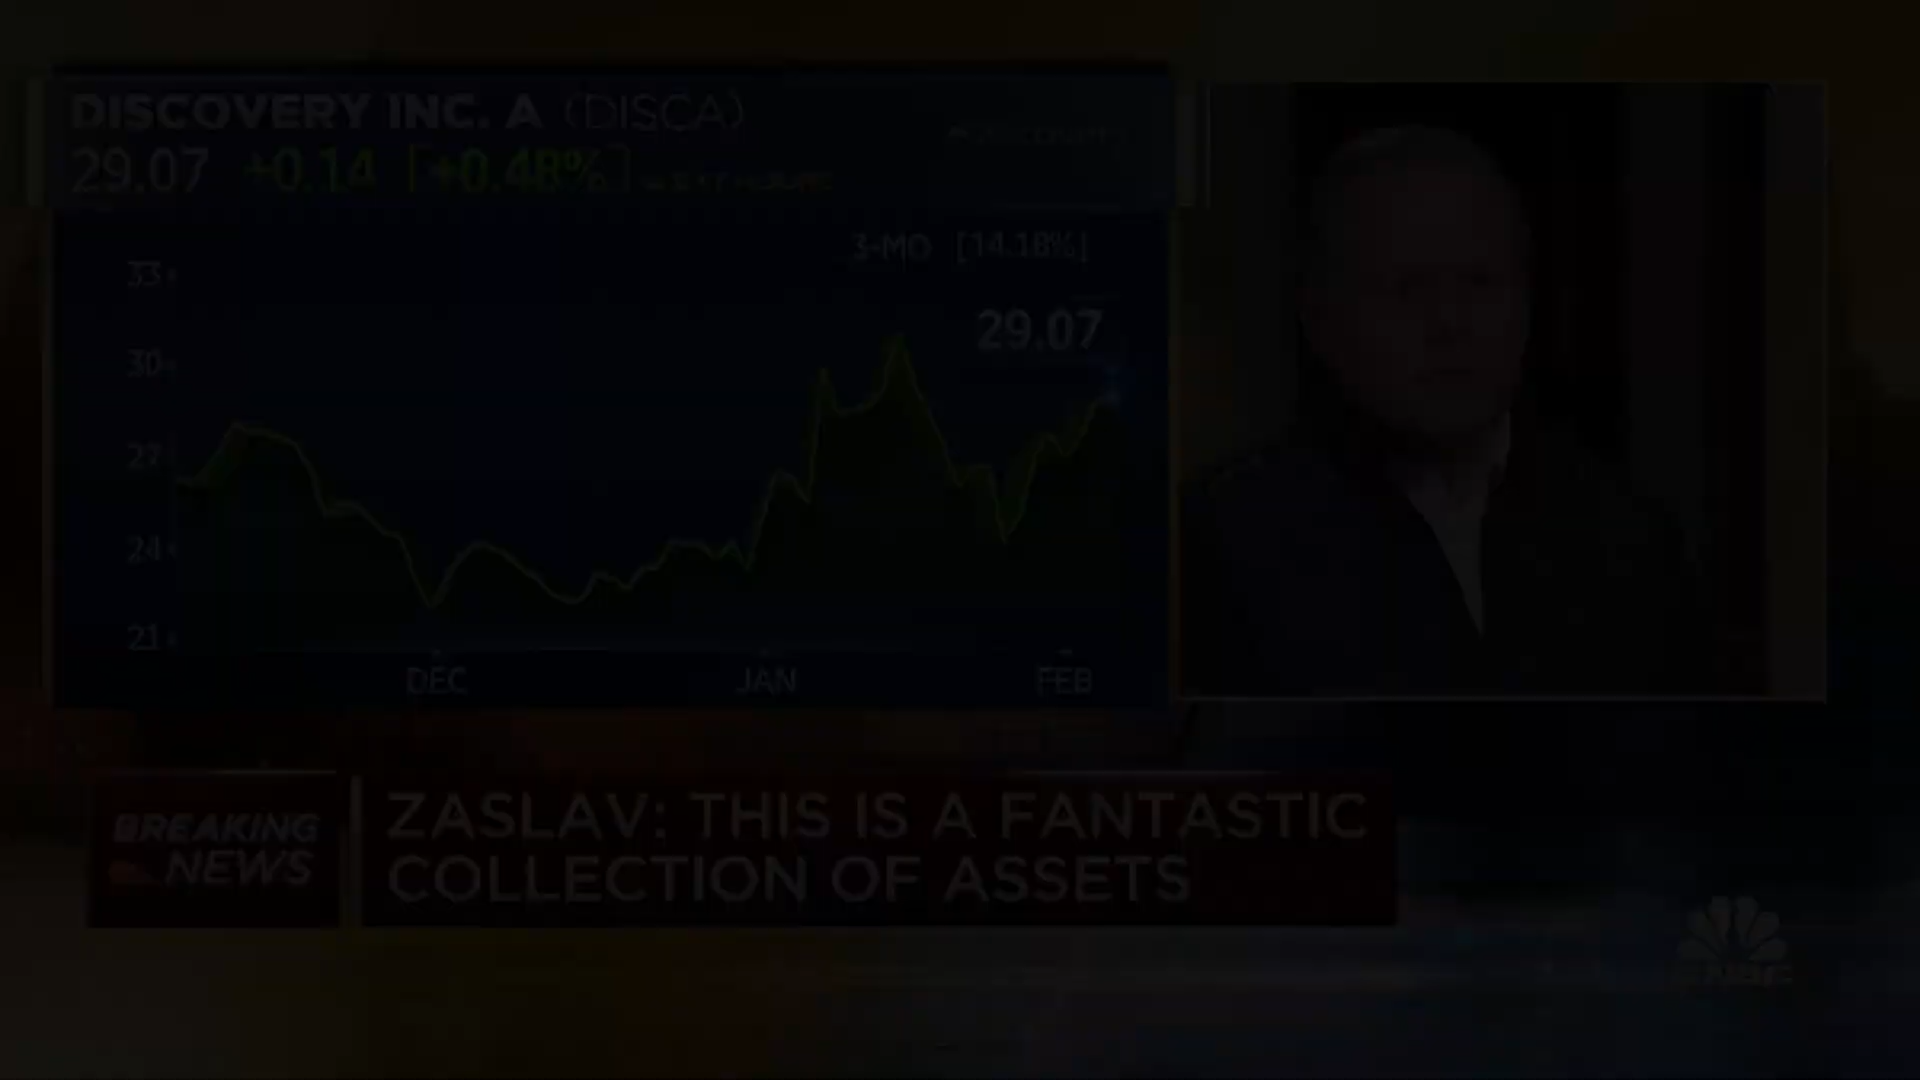 DISCOVERY INC. A (DISCA)
29.07 +0.14 [+0.48%]
3-MO [14.18%]
29.07
33
30
27
24
21
DEC JAN FEB
BREAKING
NEWS
ZASLAV: THIS IS A FANTASTIC
COLLECTION OF ASSETS